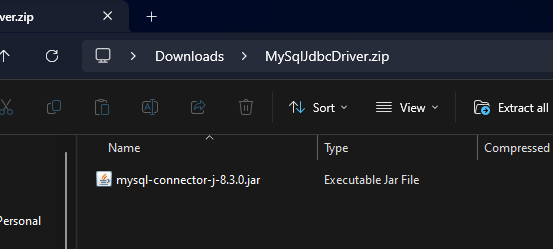 ver.zip
Downloads
MySqlJdbcDriver.zip
Sort
View
Extract all
Name
Type
Compressed
mysql-connector-j-8.3.0.jar
Executable Jar File
Personal